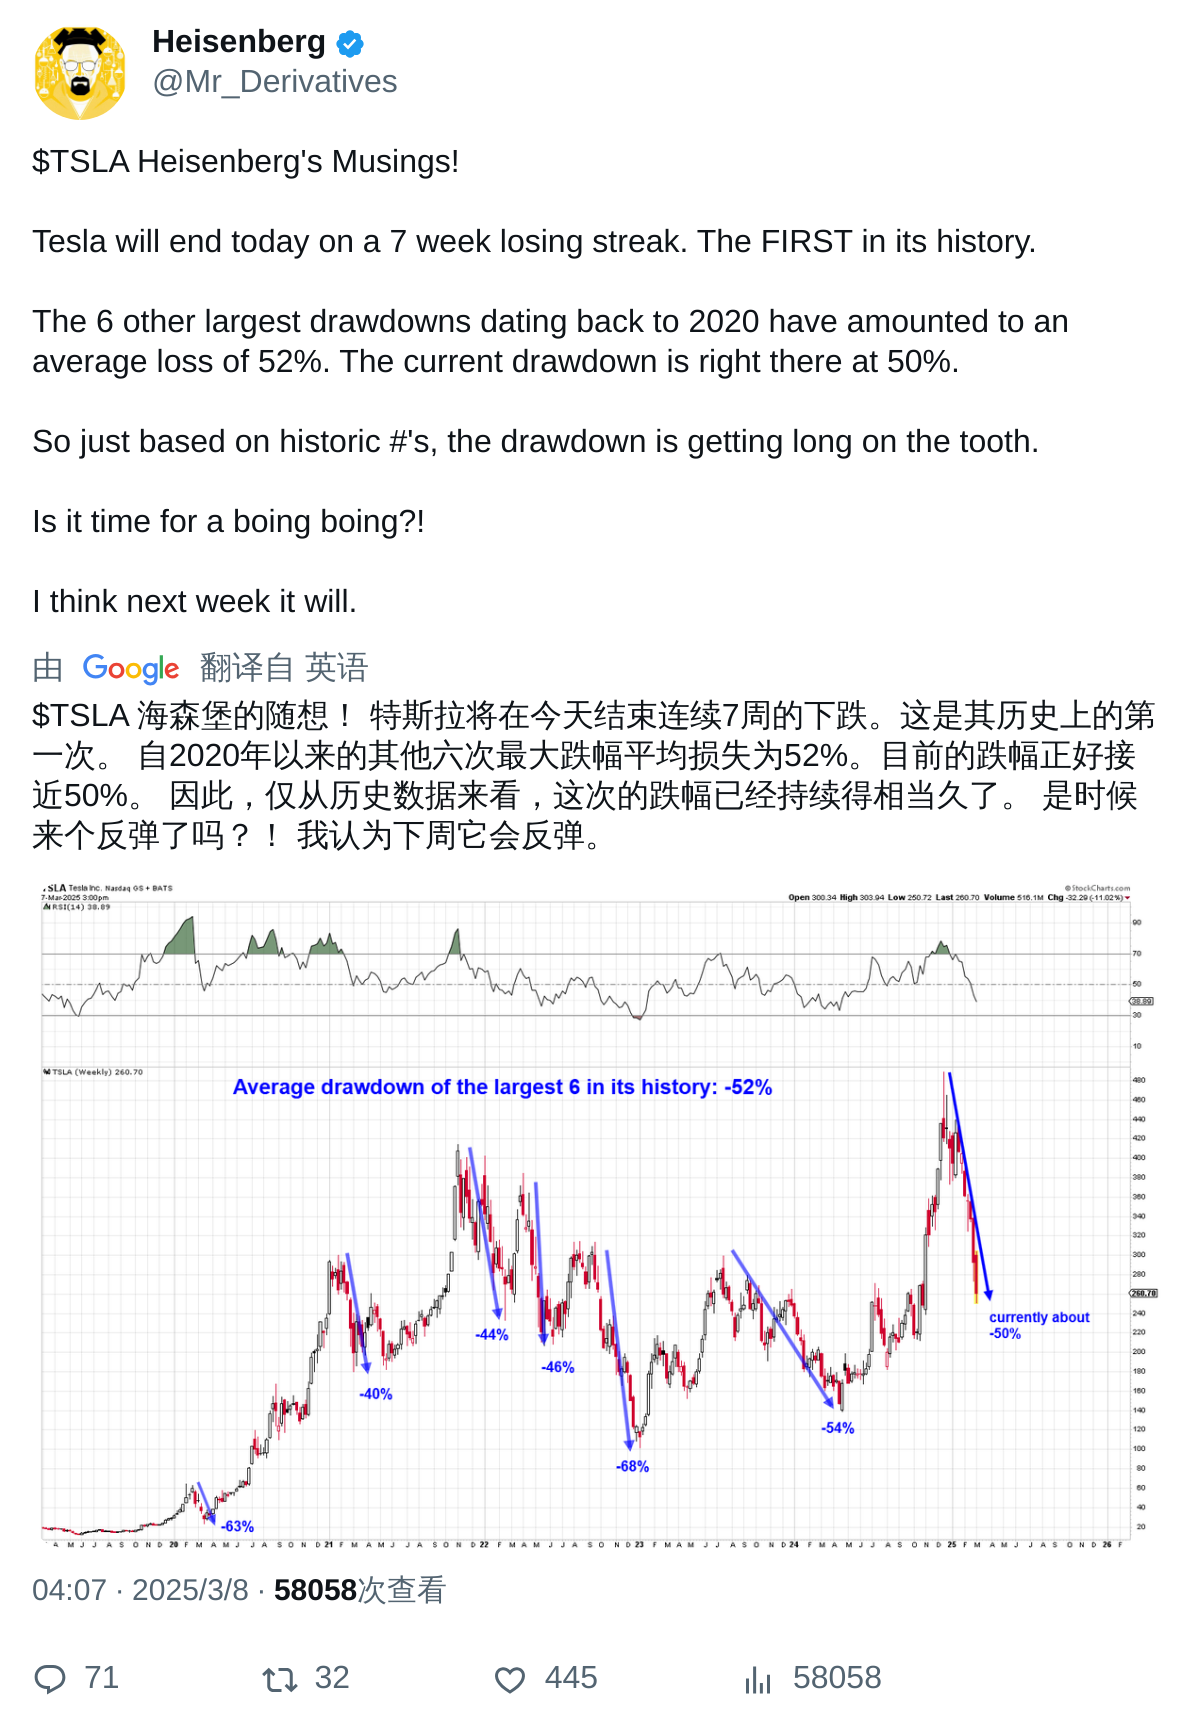 Heisenberg
@Mr_Derivatives
$TSLA Heisenberg's Musings!
Tesla will end today on a 7 week losing streak. The FIRST in its history.
The 6 other largest drawdowns dating back to 2020 have amounted to an
average loss of 52%. The current drawdown is right there at 50%.
So just based on historic #'s, the drawdown is getting long on the tooth.
Is it time for a boing boing?!
I think next week it will.
由 Google 翻译自 英语
$TSLA 海森堡的随想！ 特斯拉将在今天结束连续7周的下跌。这是其历史上的第
一次。 自2020年以来的其他六次最大跌幅平均损失为52%。目前的跌幅正好接
近50%。 因此，仅从历史数据来看，这次的跌幅已经持续得相当久了。 是时候
来个反弹了吗？！ 我认为下周它会反弹。
SLA Tesla Inc. Nasdaq GS + BATS
© StockCharts.com
7-Mar-2025 3:00pm
Open 300.34 High 303.94 Low 250.72 Last 260.70 Volume 516.1M Chg -32.29 (-11.02%)
RSI(14) 38.89
90
70
50
38.89
30
10
TSLA (Weekly) 260.70
Average drawdown of the largest 6 in its history: -52%
480
460
440
420
400
380
360
340
320
300
280
260.70
240
220
200
180
160
140
120
100
80
60
40
20
currently about
-50%
-44%
-46%
-40%
-54%
-68%
-63%
A M J J A S O N D 20 F M A M J J A S O N D 21 F M A M J J A S O N D 22 F M A M J J A S O N D 23 F M A M J J A S O N D 24 F M A M J J A S O N D 25 F M A M J J A S O N D 26 F
04:07 · 2025/3/8 · 58058次查看
71 32 445 58058